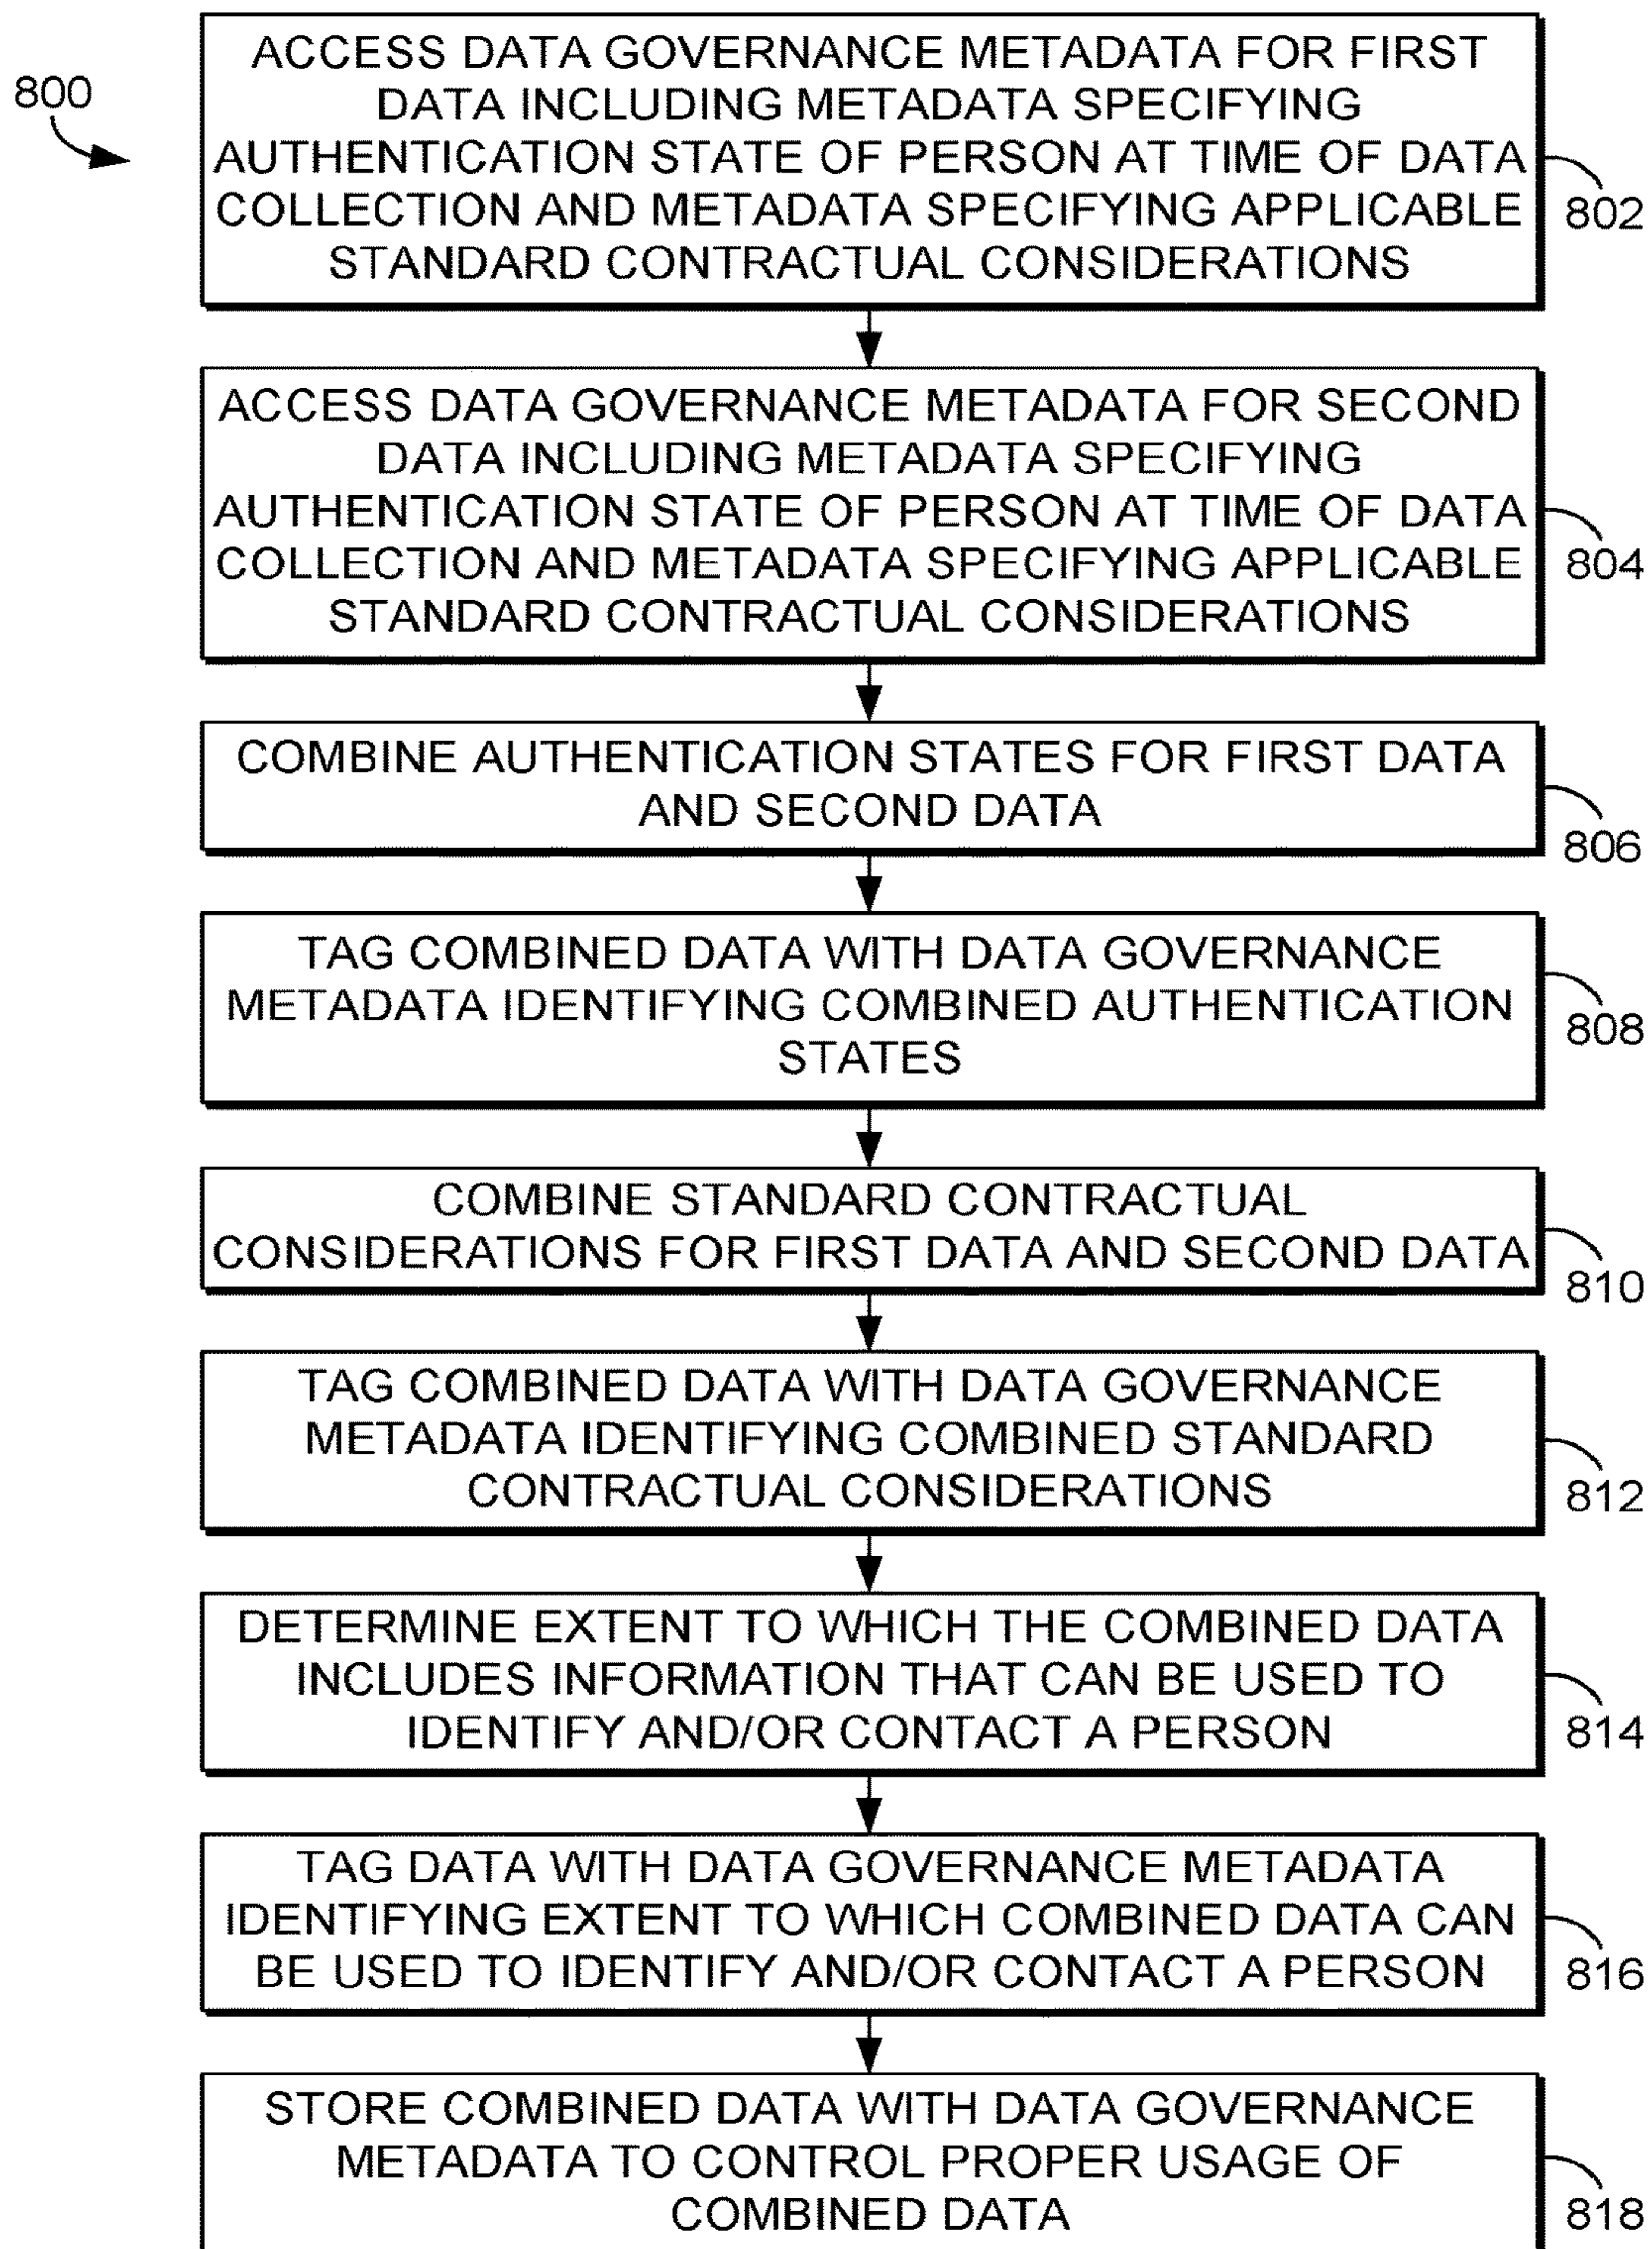 800
ACCESS DATA GOVERNANCE METADATA FOR FIRST
DATA INCLUDING METADATA SPECIFYING
AUTHENTICATION STATE OF PERSON AT TIME OF DATA
COLLECTION AND METADATA SPECIFYING APPLICABLE
STANDARD CONTRACTUAL CONSIDERATIONS
802
ACCESS DATA GOVERNANCE METADATA FOR SECOND
DATA INCLUDING METADATA SPECIFYING
AUTHENTICATION STATE OF PERSON AT TIME OF DATA
COLLECTION AND METADATA SPECIFYING APPLICABLE
STANDARD CONTRACTUAL CONSIDERATIONS
804
COMBINE AUTHENTICATION STATES FOR FIRST DATA
AND SECOND DATA
806
TAG COMBINED DATA WITH DATA GOVERNANCE
METADATA IDENTIFYING COMBINED AUTHENTICATION
STATES
808
COMBINE STANDARD CONTRACTUAL
CONSIDERATIONS FOR FIRST DATA AND SECOND DATA
810
TAG COMBINED DATA WITH DATA GOVERNANCE
METADATA IDENTIFYING COMBINED STANDARD
CONTRACTUAL CONSIDERATIONS
812
DETERMINE EXTENT TO WHICH THE COMBINED DATA
INCLUDES INFORMATION THAT CAN BE USED TO
IDENTIFY AND/OR CONTACT A PERSON
814
TAG DATA WITH DATA GOVERNANCE METADATA
IDENTIFYING EXTENT TO WHICH COMBINED DATA CAN
BE USED TO IDENTIFY AND/OR CONTACT A PERSON
816
STORE COMBINED DATA WITH DATA GOVERNANCE
METADATA TO CONTROL PROPER USAGE OF
COMBINED DATA
818